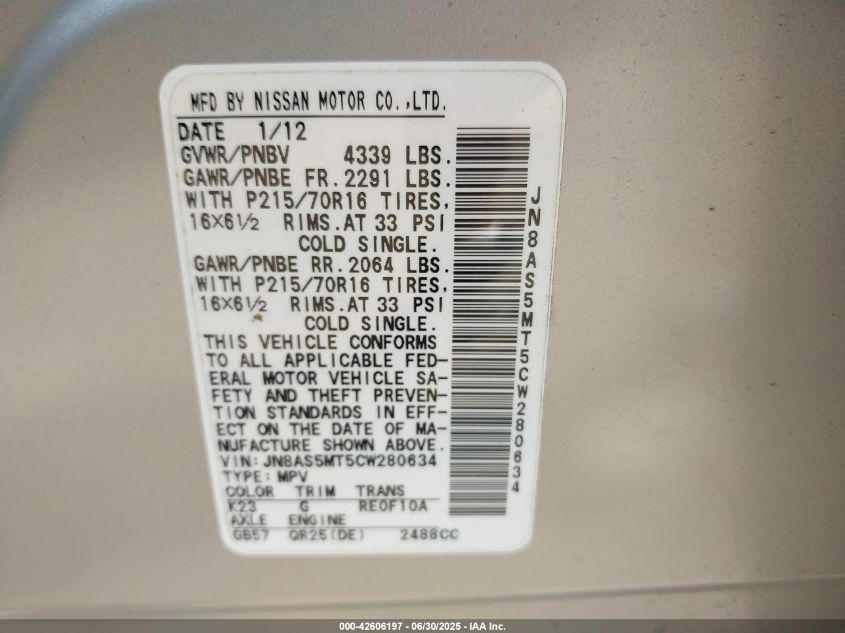 MFD BY NISSAN MOTOR CO.,LTD.
DATE 1/12
GVWR/PNBV 4339 LBS.
GAWR/PNBE FR.2291 LBS.
WITH P215/70R16 TIRES,
16×6½ RIMS.AT 33 PSI
COLD SINGLE.
GAWR/PNBE RR.2064 LBS.
WITH P215/70R16 TIRES,
16×6½ RIMS.AT 33 PSI
COLD SINGLE.
THIS VEHICLE CONFORMS
TO ALL APPLICABLE FED-
ERAL MOTOR VEHICLE SA-
FETY AND THEFT PREVEN-
TION STANDARDS IN EFF-
ECT ON THE DATE OF MA-
NUFACTURE SHOWN ABOVE.
VIN: JN8AS5MT5CW280634
TYPE: MPV
COLOR TRIM TRANS
K23 G RE0F10A
AXLE ENGINE
GB57 QR25(DE) 2488CC
JN8AS5MT5CW280634
000-42606197 - 06/30/2025 - IAA Inc.